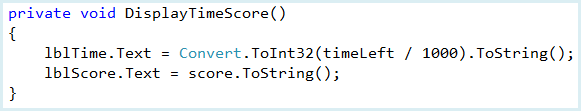 private void DisplayTimeScore()
{
    lblTime.Text = Convert.ToInt32(timeLeft / 1000).ToString();
    lblScore.Text = score.ToString();
}